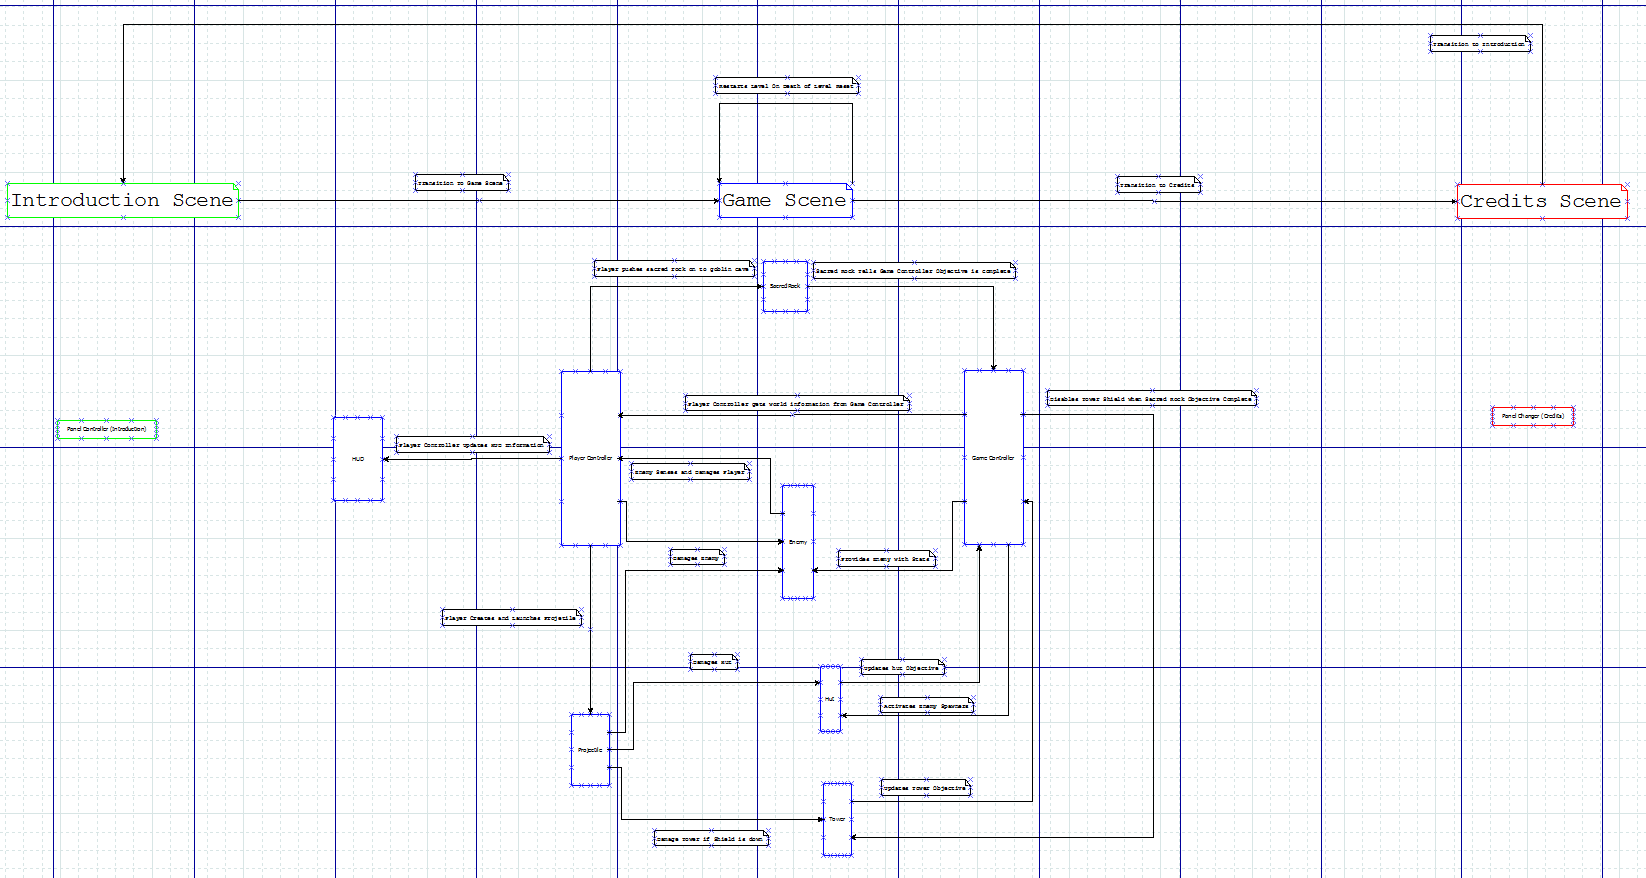 Transition to Introduction
Restarts Level On Death of Level Reset
Transition to Game Scene
Transition to Credits
Introduction Scene
Game Scene
Credits Scene
Player pushes sacred rock on to goblin cave
Sacred Rock tells Game Controller Objective is complete
Sacred Rock
Disables Tower Shield when Sacred Rock Objective Complete
Player Controller gets world information from Game Controller
Panel Controller (Introduction)
Panel Changer (Credits)
Player Controller updates HUD Information
HUD
Player Controller
Game Controller
Enemy Senses and Damages Player
Enemy
Damages Enemy
Provides Enemy with Stats
Player Creates and Launches Projetile
Damages Hut
Updates hut Objective
Hut
Activates Enemy Spawners
Projectile
Updates Tower Objective
Tower
Damage Tower if Shield is down